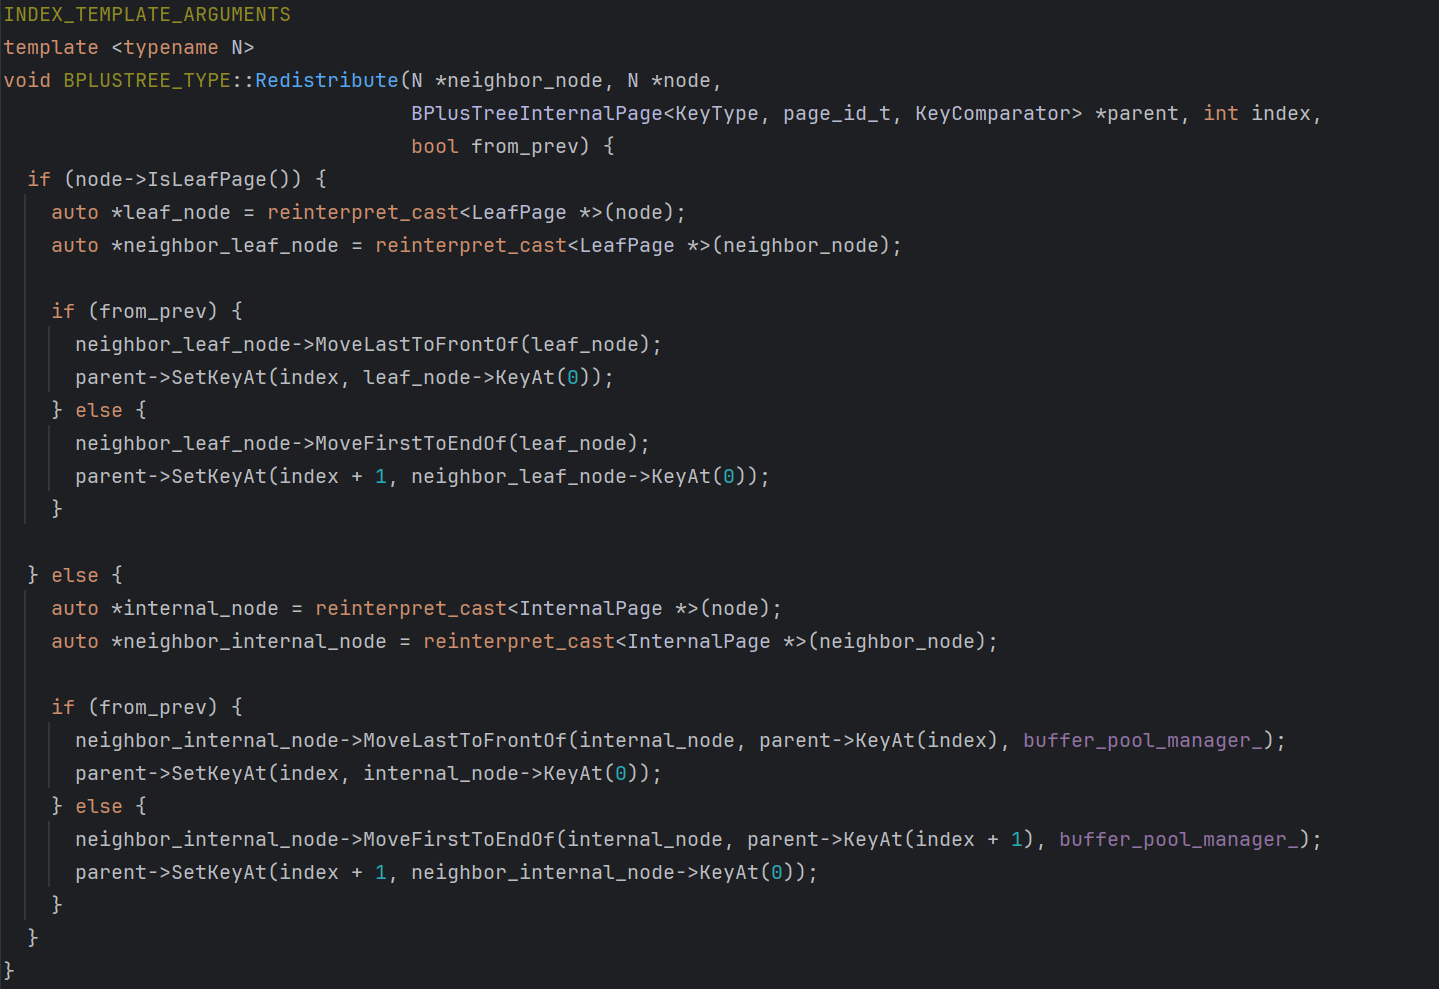 INDEX_TEMPLATE_ARGUMENTS
template <typename N>
void BPLUSTREE_TYPE::Redistribute(N *neighbor_node, N *node,
                                  BPlusTreeInternalPage<KeyType, page_id_t, KeyComparator> *parent, int index,
                                  bool from_prev) {
  if (node->IsLeafPage()) {
    auto *leaf_node = reinterpret_cast<LeafPage *>(node);
    auto *neighbor_leaf_node = reinterpret_cast<LeafPage *>(neighbor_node);

    if (from_prev) {
      neighbor_leaf_node->MoveLastToFrontOf(leaf_node);
      parent->SetKeyAt(index, leaf_node->KeyAt(0));
    } else {
      neighbor_leaf_node->MoveFirstToEndOf(leaf_node);
      parent->SetKeyAt(index + 1, neighbor_leaf_node->KeyAt(0));
    }

  } else {
    auto *internal_node = reinterpret_cast<InternalPage *>(node);
    auto *neighbor_internal_node = reinterpret_cast<InternalPage *>(neighbor_node);

    if (from_prev) {
      neighbor_internal_node->MoveLastToFrontOf(internal_node, parent->KeyAt(index), buffer_pool_manager_);
      parent->SetKeyAt(index, internal_node->KeyAt(0));
    } else {
      neighbor_internal_node->MoveFirstToEndOf(internal_node, parent->KeyAt(index + 1), buffer_pool_manager_);
      parent->SetKeyAt(index + 1, neighbor_internal_node->KeyAt(0));
    }
  }
}